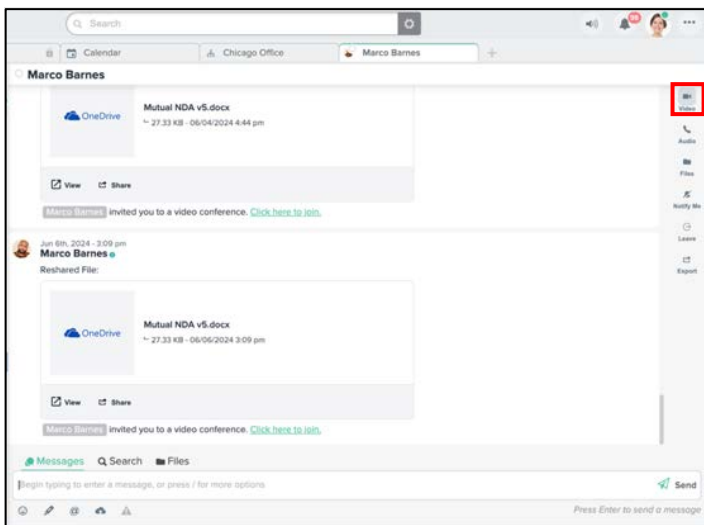 Search
98
Calendar
Chicago Office
Marco Barnes
Marco Barnes
OneDrive
Mutual NDA v5.docx
27.33 KB - 06/04/2024 4:44 pm
View
Share
Marco Barnes invited you to a video conference. Click here to join.
Jun 6th, 2024 - 3:09 pm
Marco Barnes
Reshared File:
OneDrive
Mutual NDA v5.docx
27.33 KB - 06/06/2024 3:09 pm
View
Share
Marco Barnes invited you to a video conference. Click here to join.
Messages
Search
Files
Begin typing to enter a message, or press / for more options
Send
Press Enter to send a message
Video
Audio
Files
Notify Me
Leave
Export